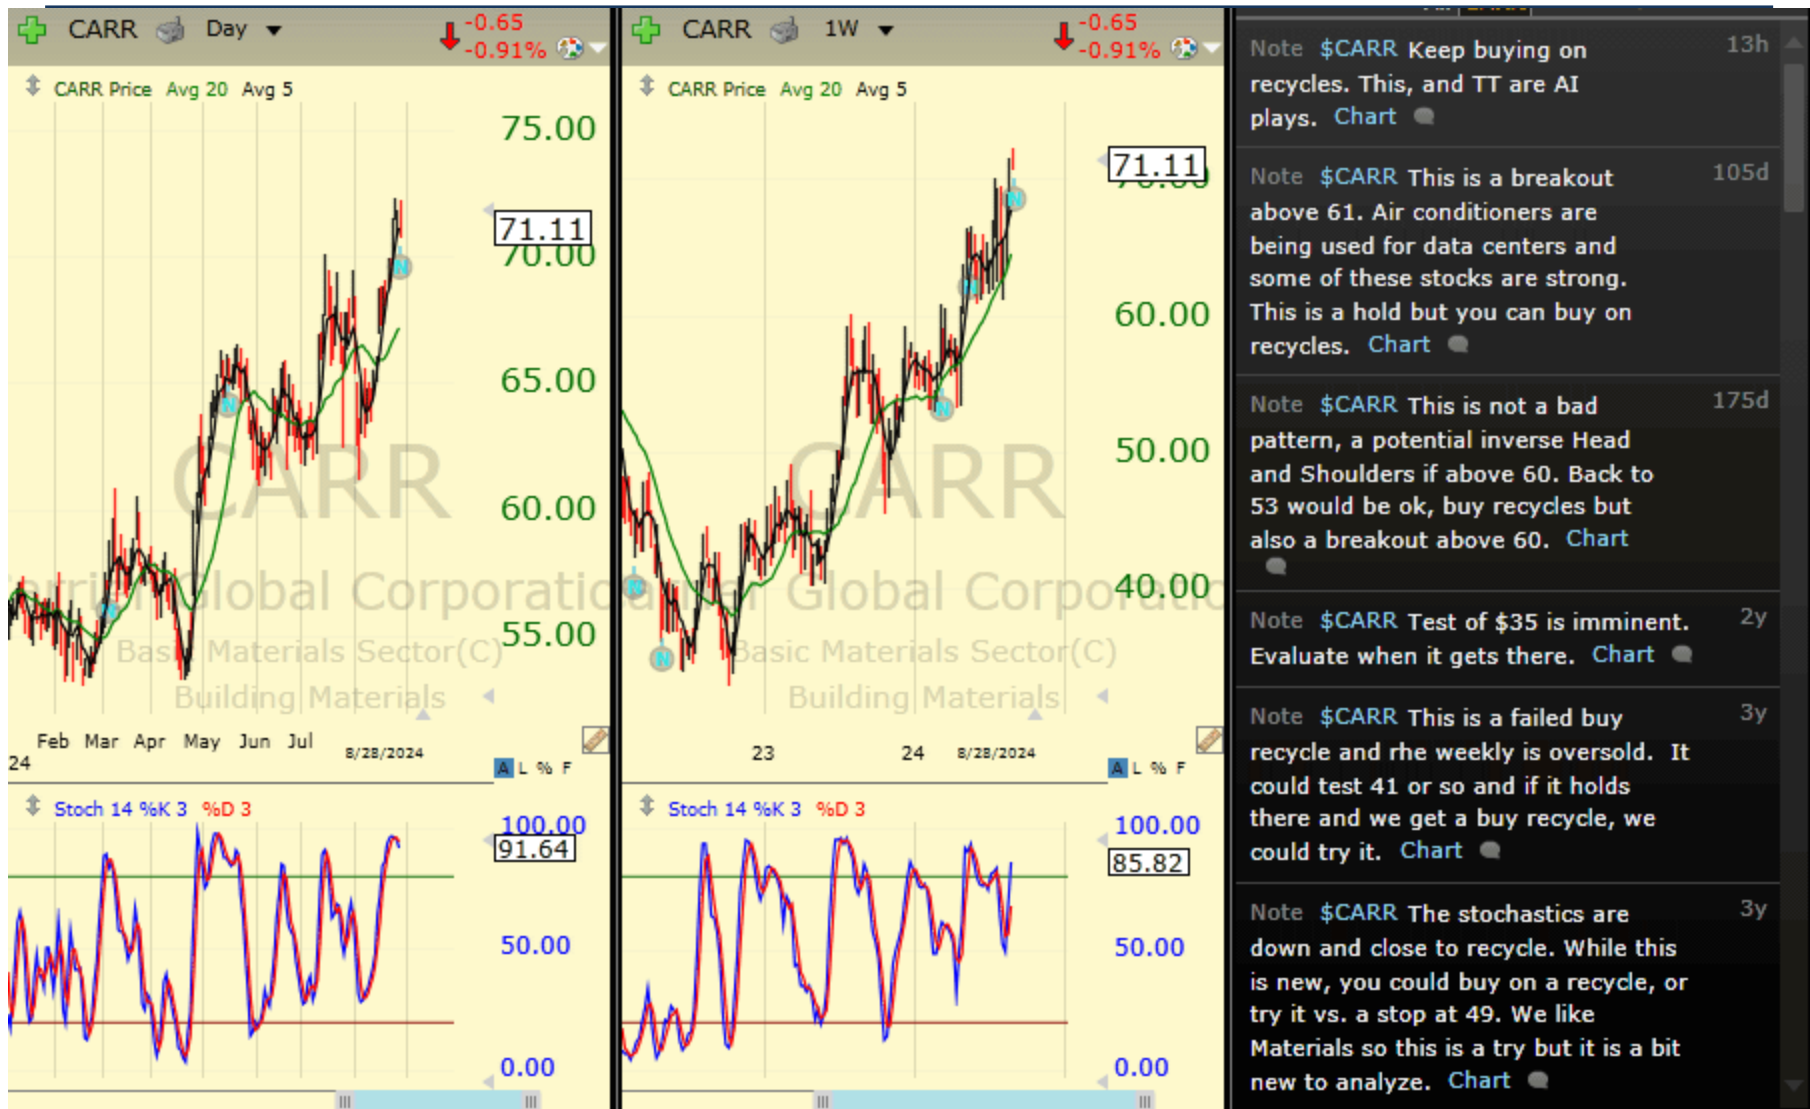 CARR Day
-0.65
-0.91%
CARR Price Avg 20 Avg 5
75.00
71.11
70.00
65.00
60.00
55.00
CARR
Global Corporatio
Basic Materials Sector(C)
Building Materials
Feb Mar Apr May Jun Jul
24
8/28/2024
A L % F
Stoch 14 %K 3 %D 3
100.00
91.64
50.00
0.00
CARR 1W
-0.65
-0.91%
CARR Price Avg 20 Avg 5
71.11
60.00
50.00
40.00
CARR
Global Corporatio
Basic Materials Sector(C)
Building Materials
23 24 8/28/2024
A L % F
Stoch 14 %K 3 %D 3
100.00
85.82
50.00
0.00
Note $CARR Keep buying on 13h
recycles. This, and TT are AI
plays. Chart
Note $CARR This is a breakout 105d
above 61. Air conditioners are
being used for data centers and
some of these stocks are strong.
This is a hold but you can buy on
recycles. Chart
Note $CARR This is not a bad 175d
pattern, a potential inverse Head
and Shoulders if above 60. Back to
53 would be ok, buy recycles but
also a breakout above 60. Chart
Note $CARR Test of $35 is imminent. 2y
Evaluate when it gets there. Chart
Note $CARR This is a failed buy 3y
recycle and rhe weekly is oversold. It
could test 41 or so and if it holds
there and we get a buy recycle, we
could try it. Chart
Note $CARR The stochastics are 3y
down and close to recycle. While this
is new, you could buy on a recycle, or
try it vs. a stop at 49. We like
Materials so this is a try but it is a bit
new to analyze. Chart